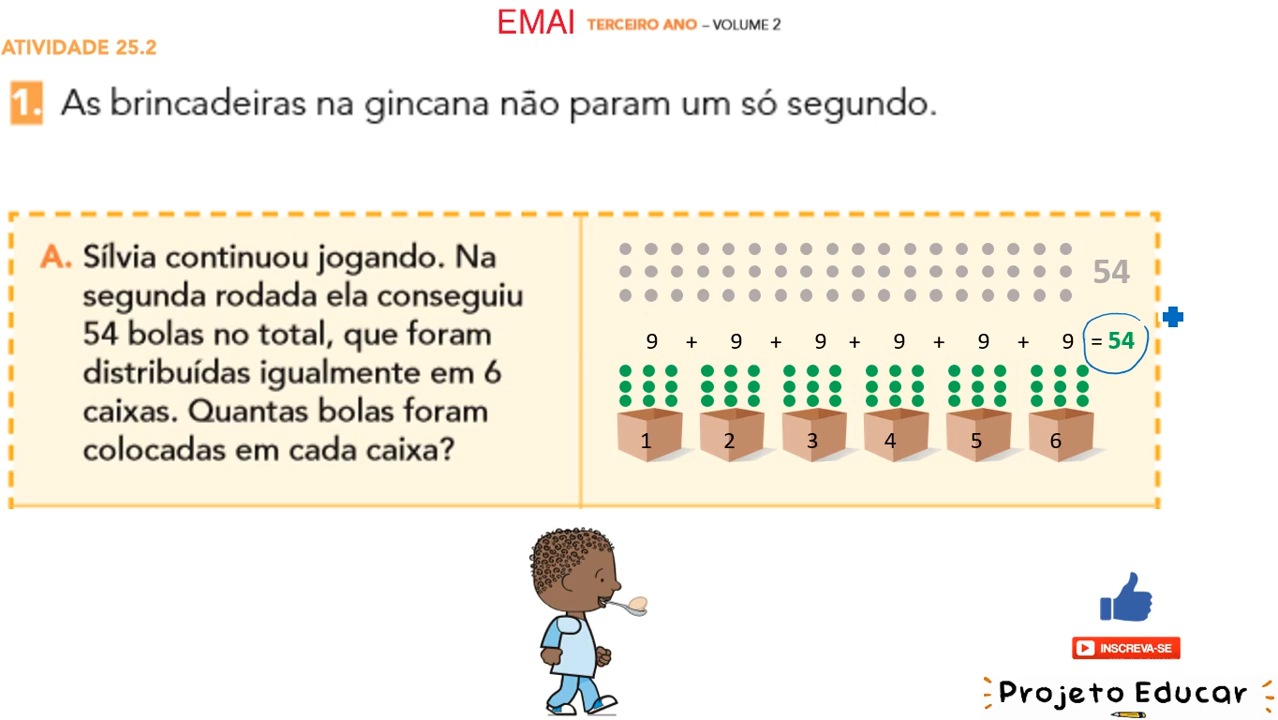 EMAI TERCEIRO ANO – VOLUME 2
ATIVIDADE 25.2
1. As brincadeiras na gincana não param um só segundo.
A. Sílvia continuou jogando. Na
segunda rodada ela conseguiu
54 bolas no total, que foram
distribuídas igualmente em 6
caixas. Quantas bolas foram
colocadas em cada caixa?
54
9 + 9 + 9 + 9 + 9 + 9 = 54
1 2 3 4 5 6
INSCREVA-SE
Projeto Educar